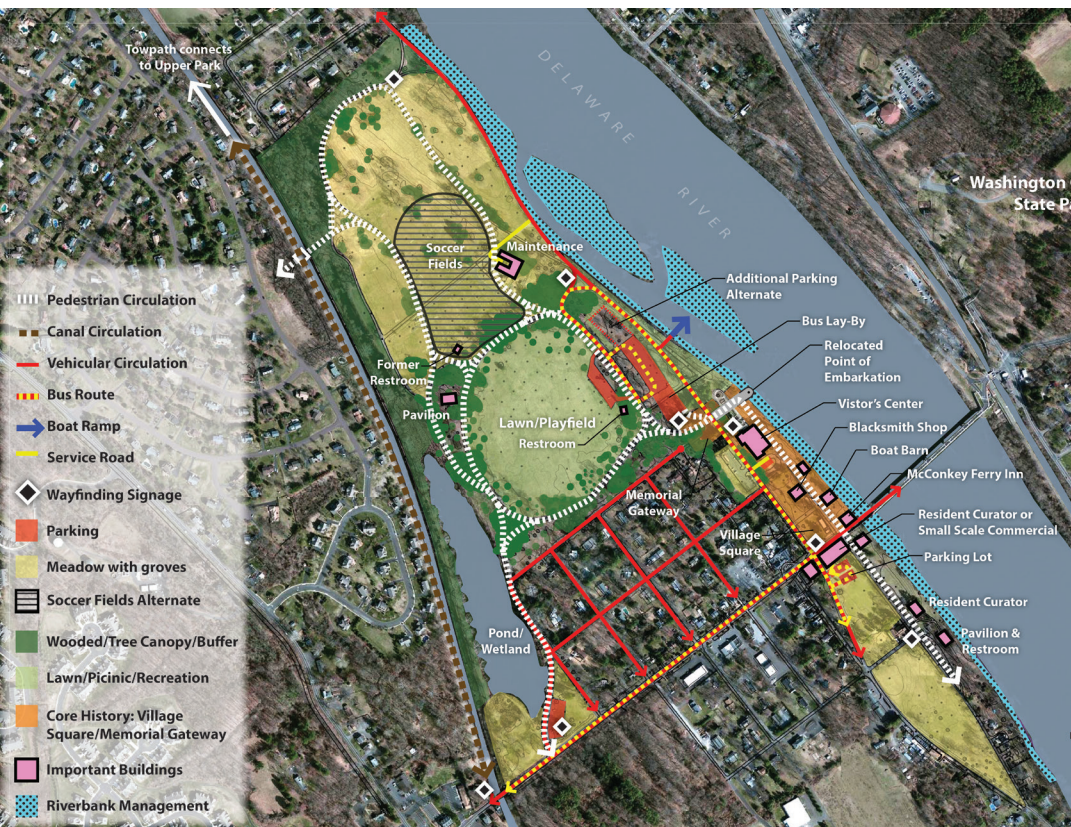 Towpath connects
to Upper Park
DELAWARE
RIVER
Washington
State Pa
Soccer
Fields
Maintenance
Additional Parking
Alternate
Bus Lay-By
Relocated
Point of
Embarkation
Former
Restroom
Pavilion
Lawn/Playfield
Restroom
Vistor's Center
Blacksmith Shop
Boat Barn
McConkey Ferry Inn
Memorial
Gateway
Village
Square
Resident Curator or
Small Scale Commercial
Parking Lot
Resident Curator
Pavilion &
Restroom
Pond/
Wetland
Pedestrian Circulation
Canal Circulation
Vehicular Circulation
Bus Route
Boat Ramp
Service Road
Wayfinding Signage
Parking
Meadow with groves
Soccer Fields Alternate
Wooded/Tree Canopy/Buffer
Lawn/Picinic/Recreation
Core History: Village
Square/Memorial Gateway
Important Buildings
Riverbank Management